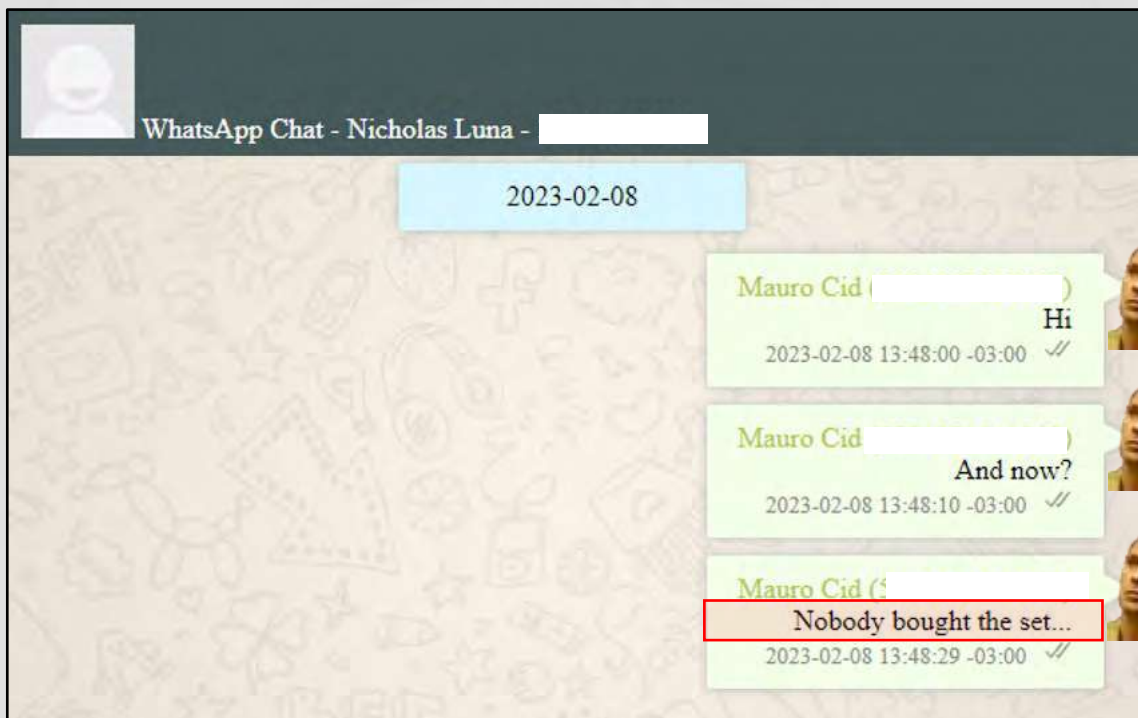 WhatsApp Chat - Nicholas Luna -
2023-02-08
Mauro Cid ( )
Hi
2023-02-08 13:48:00 -03:00
Mauro Cid )
And now?
2023-02-08 13:48:10 -03:00
Mauro Cid (5
Nobody bought the set...
2023-02-08 13:48:29 -03:00